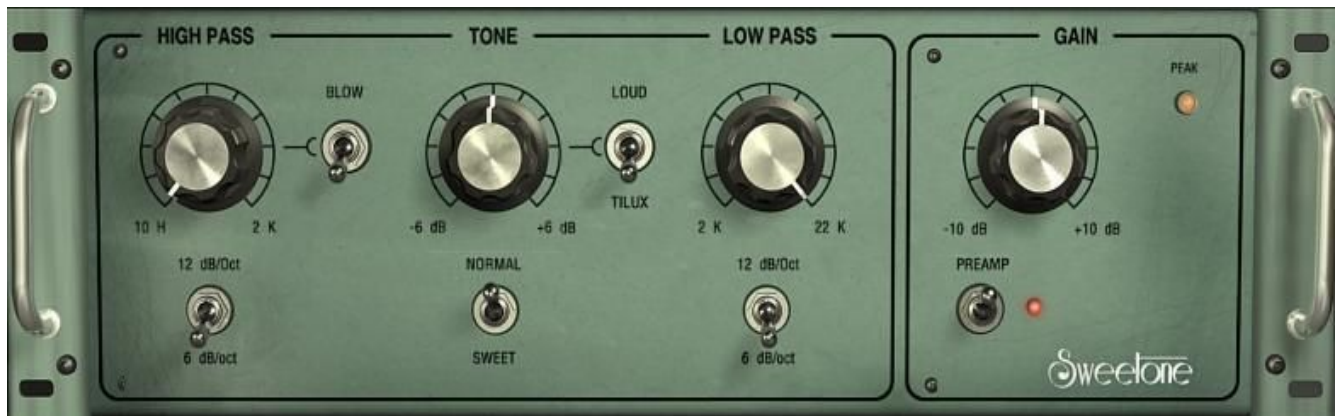 HIGH PASS
TONE
LOW PASS
GAIN
PEAK
BLOW
LOUD
TILUX
10 H
2 K
-6 dB
+6 dB
2 K
22 K
-10 dB
+10 dB
12 dB/Oct
NORMAL
12 dB/Oct
PREAMP
6 dB/oct
SWEET
6 dB/oct
Sweetone